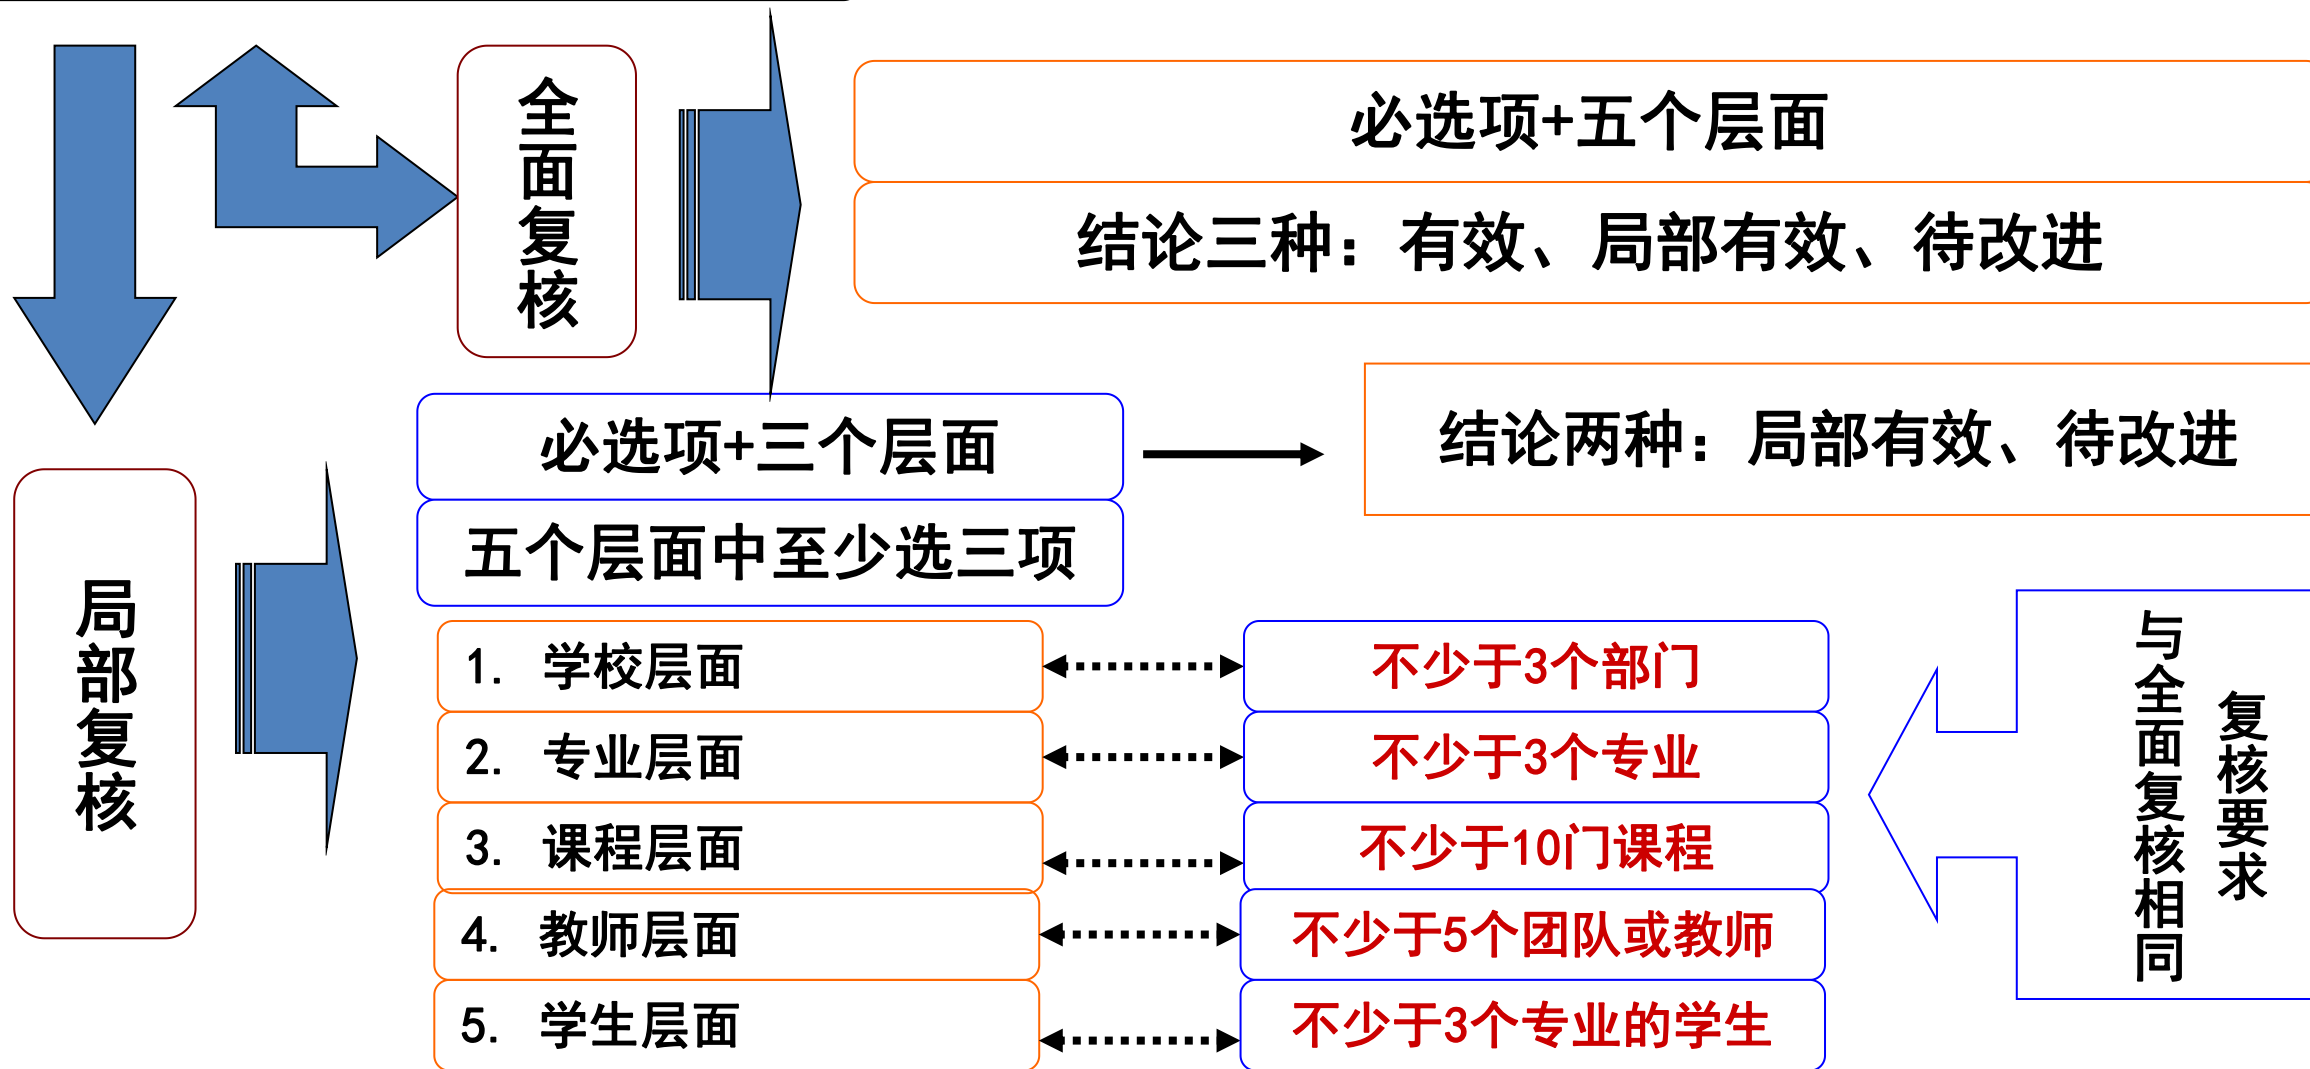 全面复核
必选项+五个层面
结论三种：有效、局部有效、待改进
必选项+三个层面
结论两种：局部有效、待改进
五个层面中至少选三项
局部复核
1. 学校层面
不少于3个部门
2. 专业层面
不少于3个专业
3. 课程层面
不少于10门课程
4. 教师层面
不少于5个团队或教师
5. 学生层面
不少于3个专业的学生
复核要求
与全面复核相同